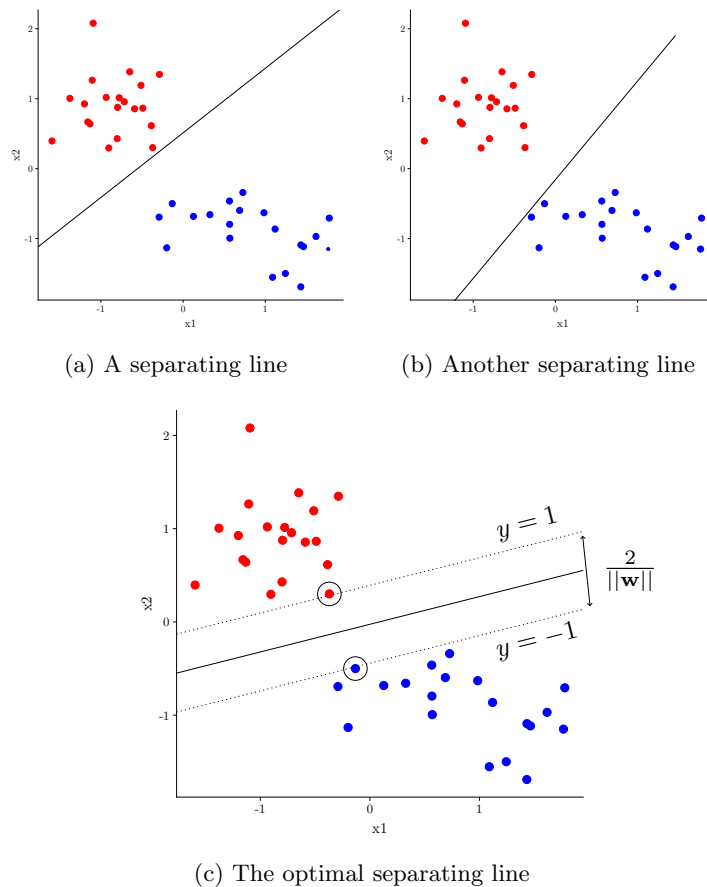 2
1
0
-1
x2
-1
0
1
x1
(a) A separating line
2
1
0
-1
x2
-1
0
1
x1
(b) Another separating line
2
1
0
-1
x2
y = 1
y = −1
2
||w||
-1
0
1
x1
(c) The optimal separating line